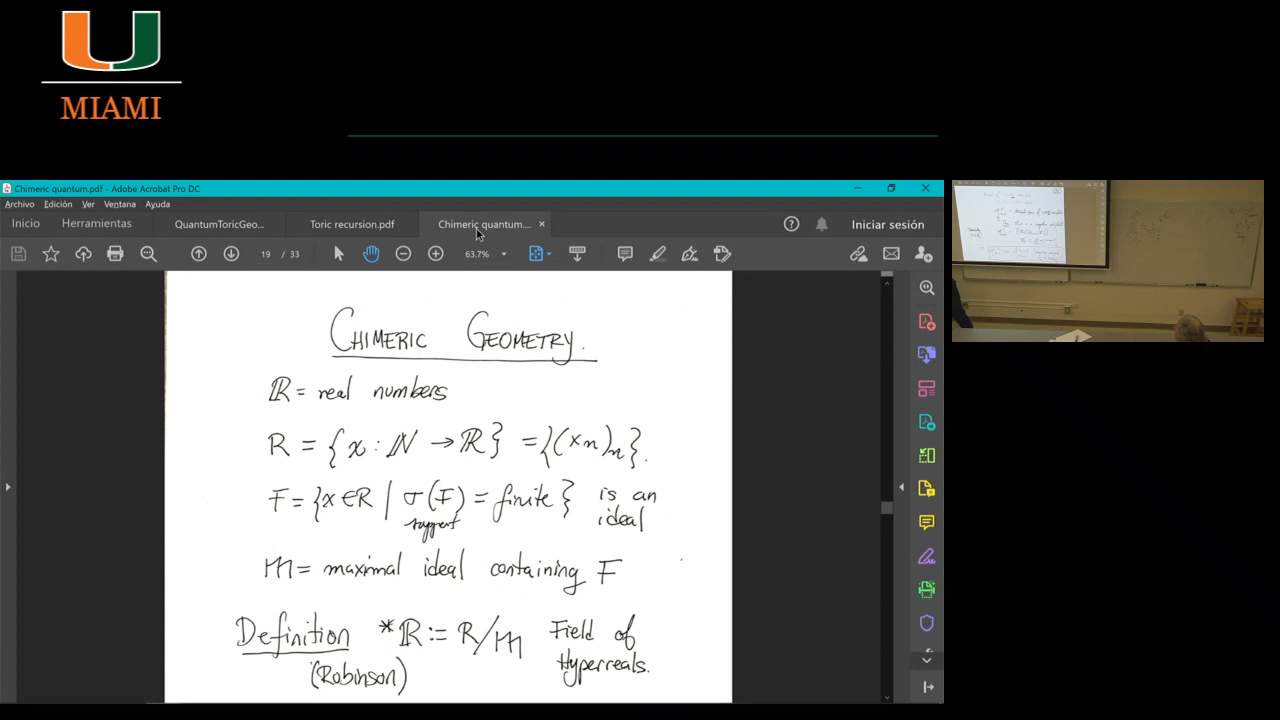 MIAMI
Chimeric quantum.pdf - Adobe Acrobat Pro DC
Archivo Edición Ver Ventana Ayuda
Inicio Herramientas QuantumToricGeo... Toric recursion.pdf Chimeric quantum.... × Iniciar sesión
19 / 33 63.7%
CHIMERIC GEOMETRY.
ℝ = real numbers
R = {x : ℕ → ℝ} = {(xn)n}.
F = {x ∈ R | σ(F) = finite} is an ideal
support
m = maximal ideal containing F
Definition *ℝ := R/m Field of
(Robinson) Hyperreals.